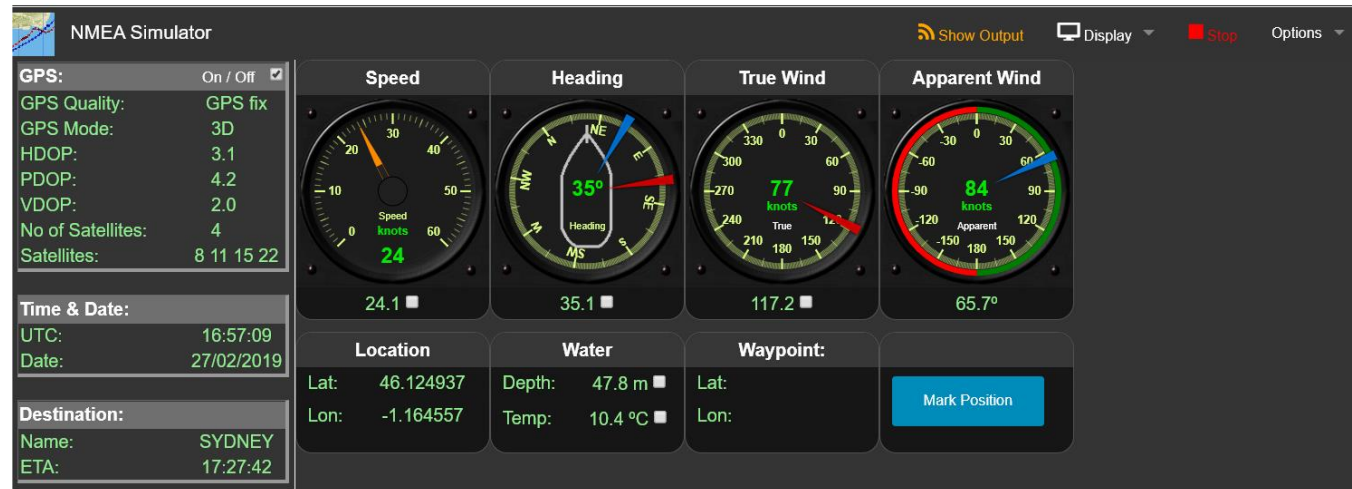 NMEA Simulator
Show Output
Display
Stop
Options
GPS: On / Off
GPS Quality: GPS fix
GPS Mode: 3D
HDOP: 3.1
PDOP: 4.2
VDOP: 2.0
No of Satellites: 4
Satellites: 8 11 15 22
Time & Date:
UTC: 16:57:09
Date: 27/02/2019
Destination:
Name: SYDNEY
ETA: 17:27:42
Speed
0 10 20 30 40 50 60
Speed
knots
24
24.1
Heading
N NE E SE S SW W NW
35º
Heading
35.1
True Wind
0 30 60 90 120 150 180 210 240 270 300 330
77
knots
True
117.2
Apparent Wind
0 30 60 90 120 150 180 -150 -120 -90 -60 -30
84
knots
Apparent
65.7º
Location
Lat: 46.124937
Lon: -1.164557
Water
Depth: 47.8 m
Temp: 10.4 ºC
Waypoint:
Lat:
Lon:
Mark Position